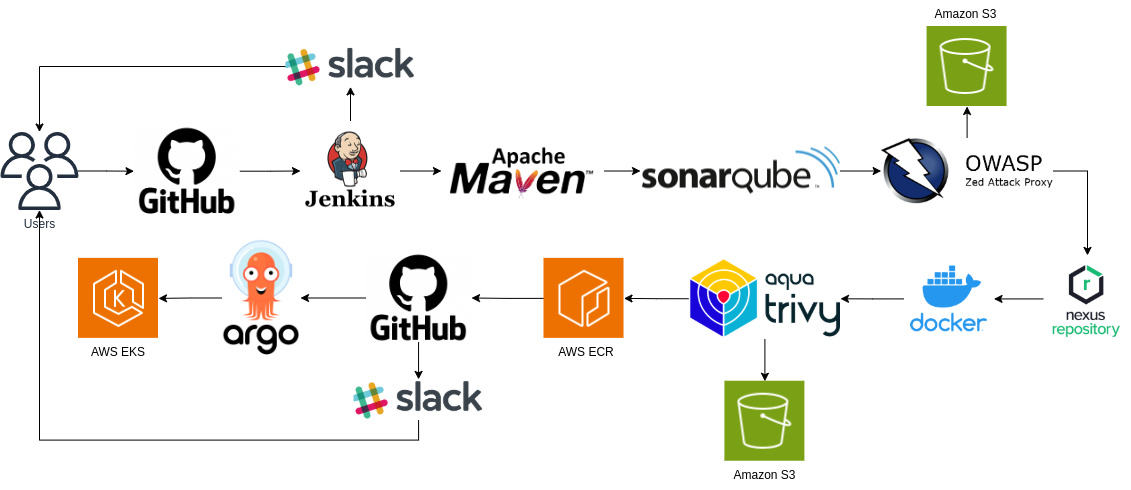 Amazon S3
slack
GitHub
Jenkins
Apache
Maven™
sonarqube
OWASP
Zed Attack Proxy
Users
K
AWS EKS
argo
GitHub
AWS ECR
aqua
trivy
docker
r
nexus
repository
slack
Amazon S3